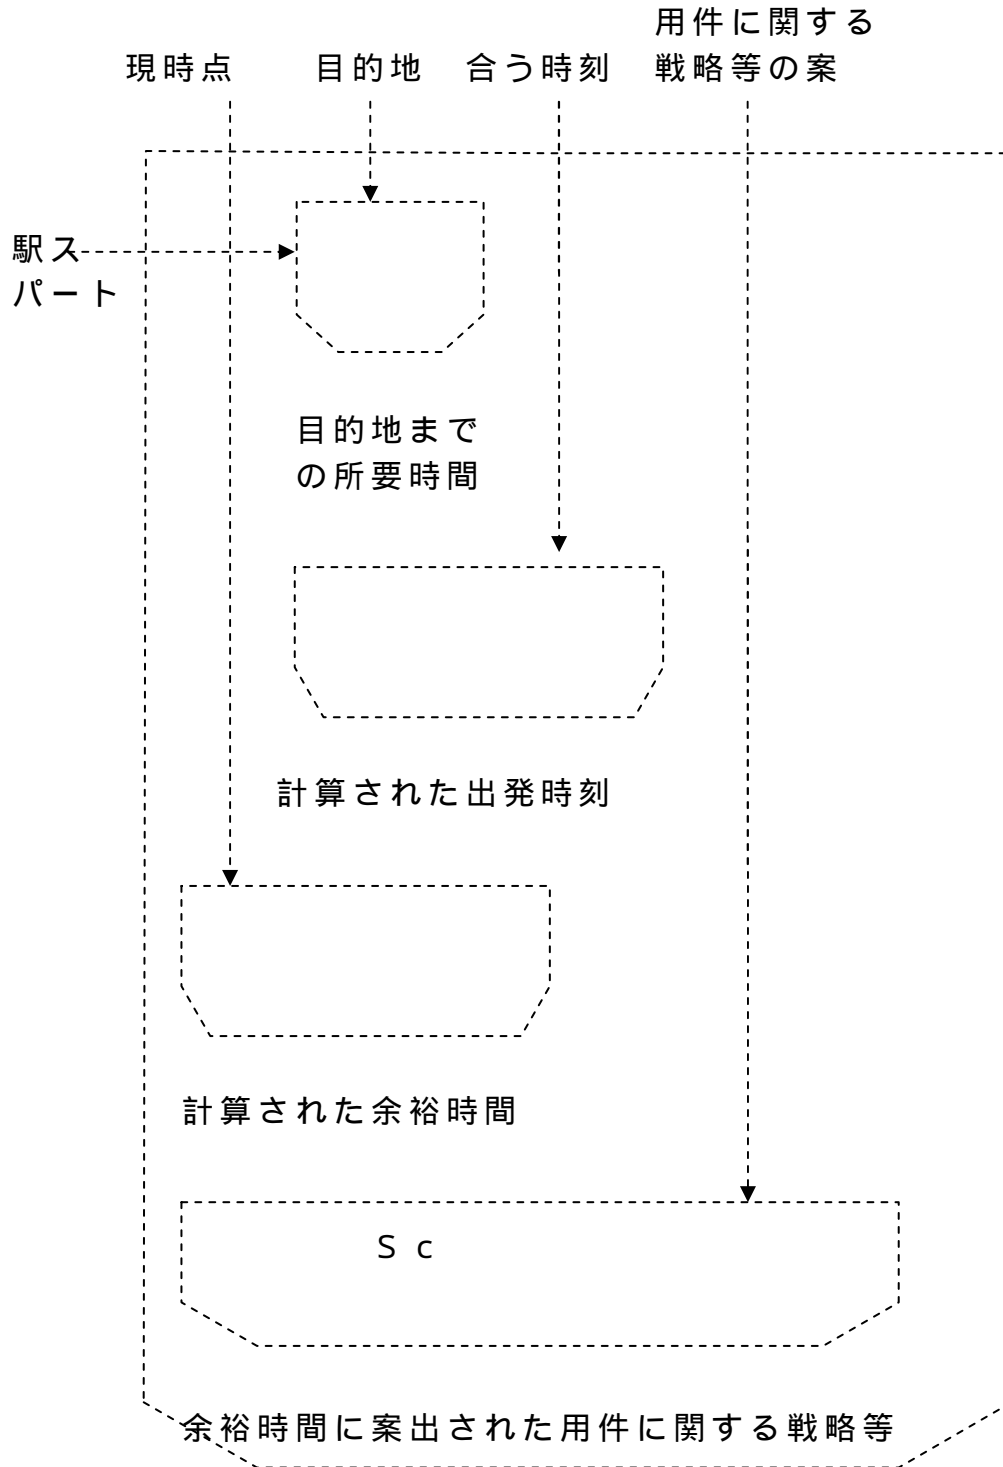 用件に関する
現時点 目的地 合う時刻 戦略等の案
駅ス
パート
目的地まで
の所要時間
計算された出発時刻
計算された余裕時間
Sc
余裕時間に案出された用件に関する戦略等